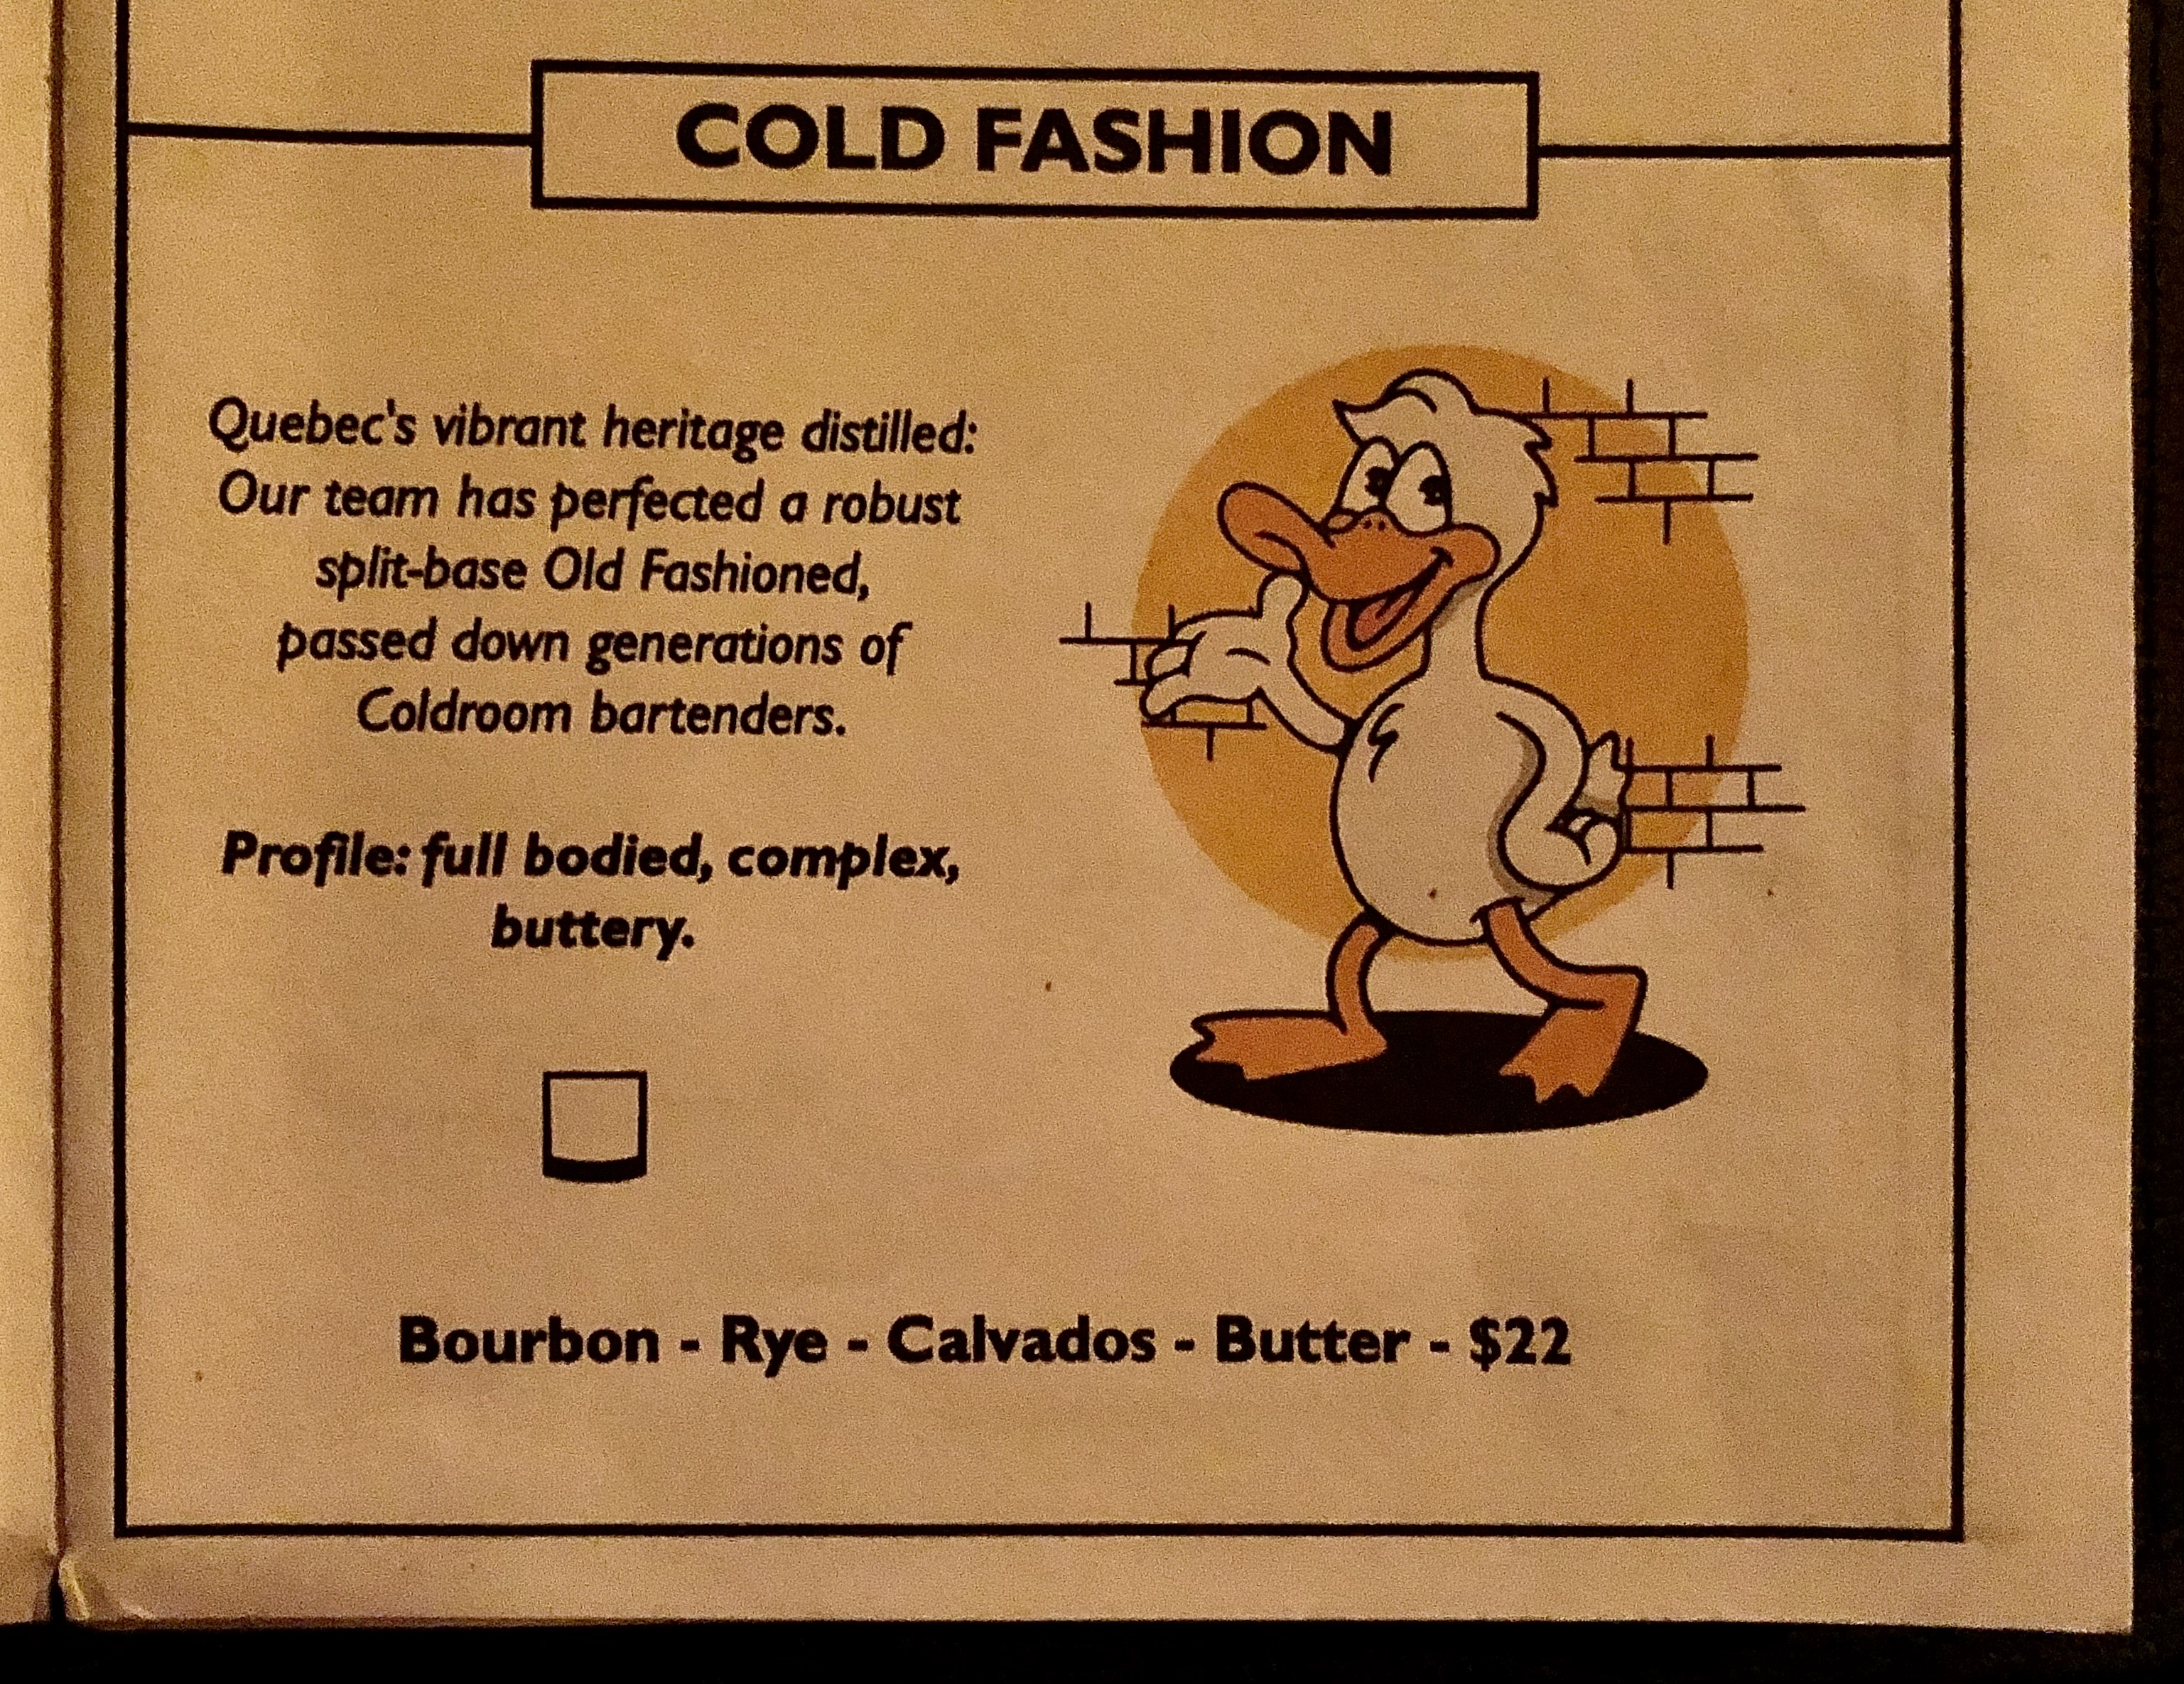 COLD FASHION
Quebec's vibrant heritage distilled:
Our team has perfected a robust
split-base Old Fashioned,
passed down generations of
Coldroom bartenders.
Profile: full bodied, complex,
buttery.
Bourbon - Rye - Calvados - Butter - $22